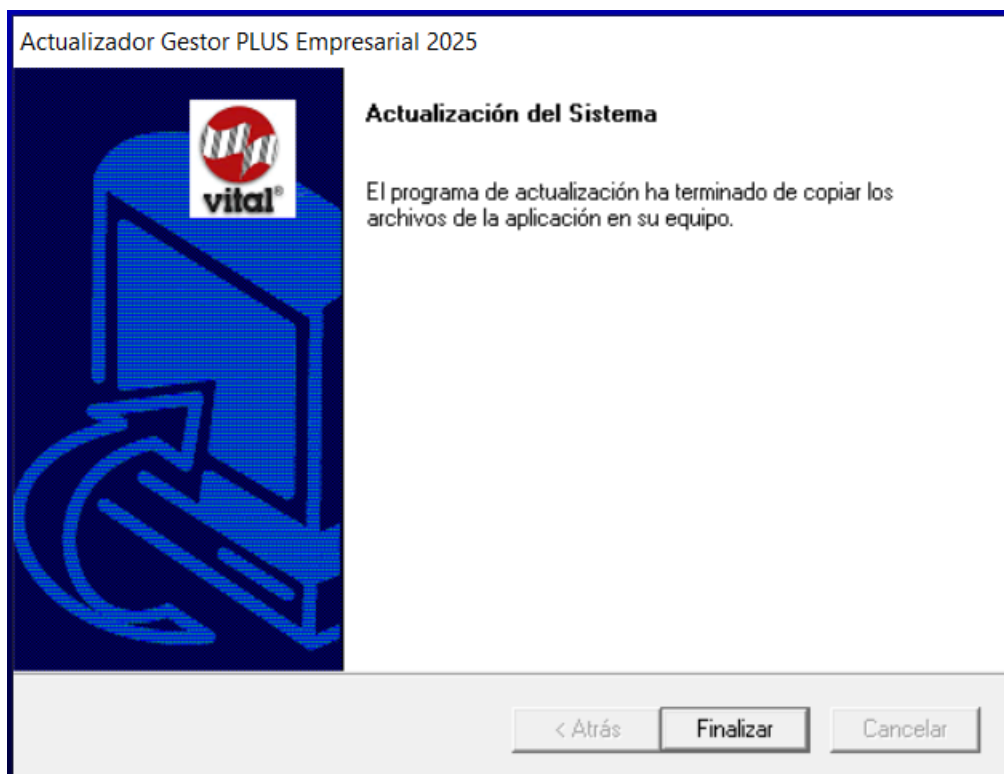 Actualizador Gestor PLUS Empresarial 2025
vital®
Actualización del Sistema
El programa de actualización ha terminado de copiar los
archivos de la aplicación en su equipo.
< Atrás
Finalizar
Cancelar